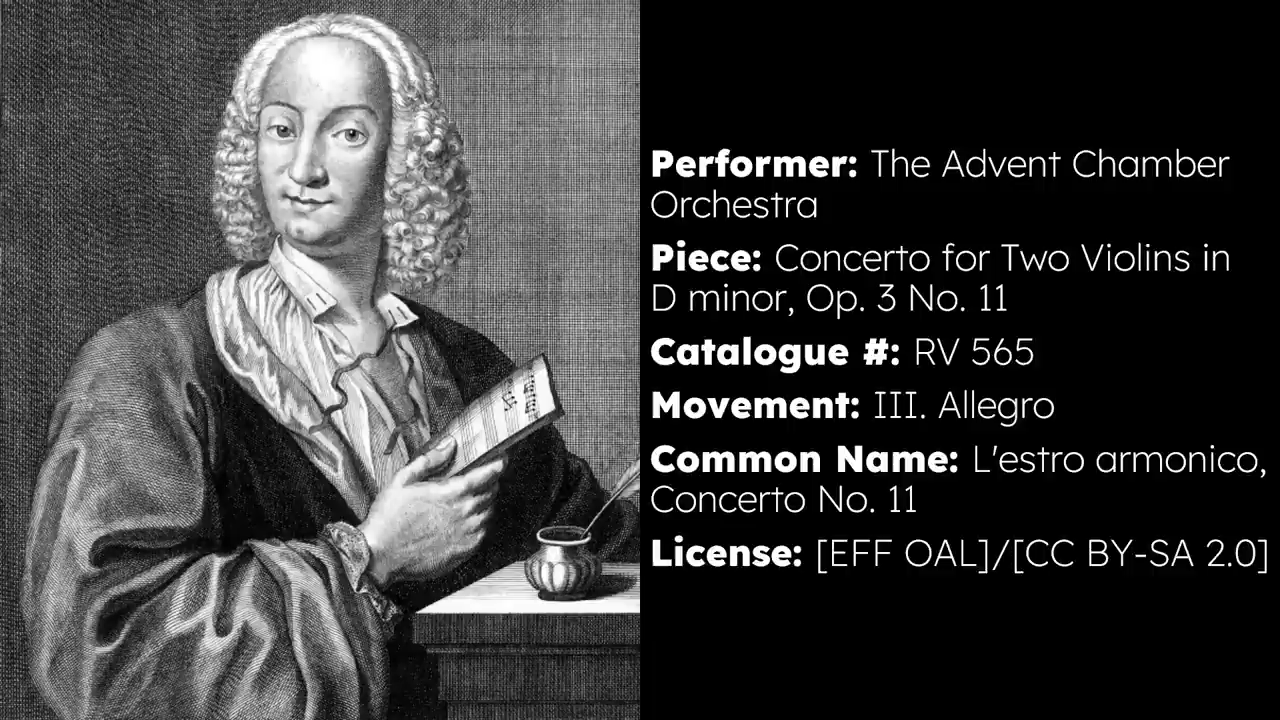 Performer: The Advent Chamber
Orchestra
Piece: Concerto for Two Violins in
D minor, Op. 3 No. 11
Catalogue #: RV 565
Movement: III. Allegro
Common Name: L'estro armonico,
Concerto No. 11
License: [EFF OAL]/[CC BY-SA 2.0]